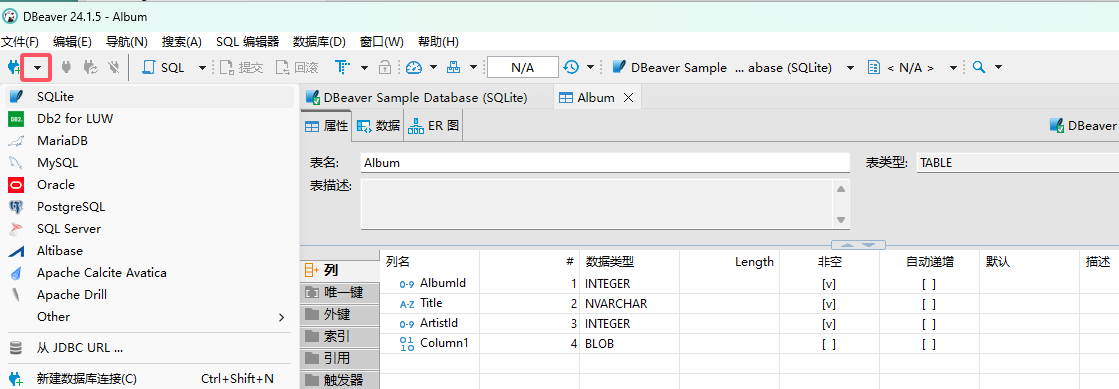 DBeaver 24.1.5 - Album
文件(F) 编辑(E) 导航(N) 搜索(A) SQL 编辑器 数据库(D) 窗口(W) 帮助(H)
SQL 提交 回滚 N/A DBeaver Sample ... abase (SQLite) < N/A >
SQLite
Db2 for LUW
MariaDB
MySQL
Oracle
PostgreSQL
SQL Server
Altibase
Apache Calcite Avatica
Apache Drill
Other
从 JDBC URL ...
新建数据库连接(C) Ctrl+Shift+N
DBeaver Sample Database (SQLite) Album
属性 数据 ER 图 DBeaver
表名: Album 表类型: TABLE
表描述:
列
唯一键
外键
索引
引用
触发器
列名 # 数据类型 Length 非空 自动递增 默认 描述
0-9 AlbumId 1 INTEGER [v] [ ]
A-Z Title 2 NVARCHAR [v] [ ]
0-9 ArtistId 3 INTEGER [v] [ ]
Column1 4 BLOB [ ] [ ]